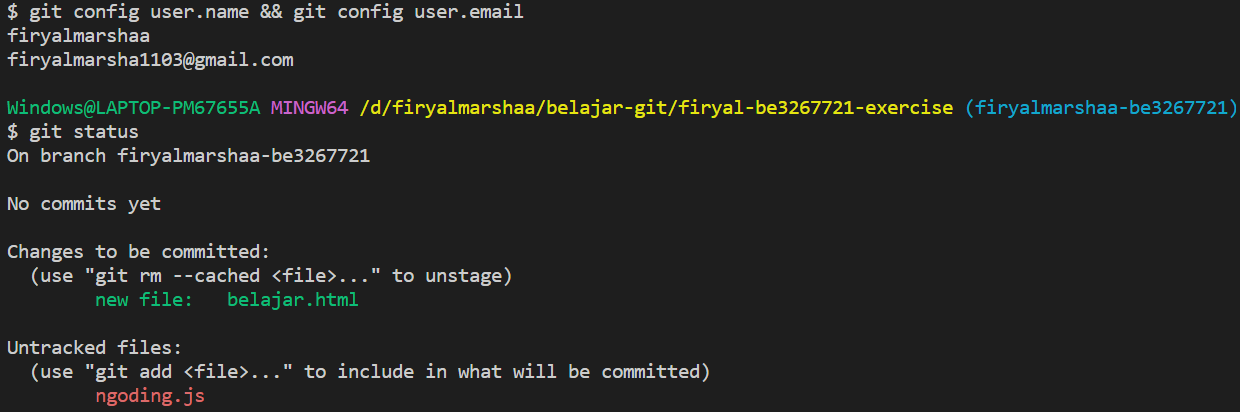 $ git config user.name && git config user.email
firyalmarshaa
firyalmarsha1103@gmail.com
Windows@LAPTOP-PM67655A MINGW64 /d/firyalmarshaa/belajar-git/firyal-be3267721-exercise (firyalmarshaa-be3267721)
$ git status
On branch firyalmarshaa-be3267721
No commits yet
Changes to be committed:
(use "git rm --cached <file>..." to unstage)
new file: belajar.html
Untracked files:
(use "git add <file>..." to include in what will be committed)
ngoding.js